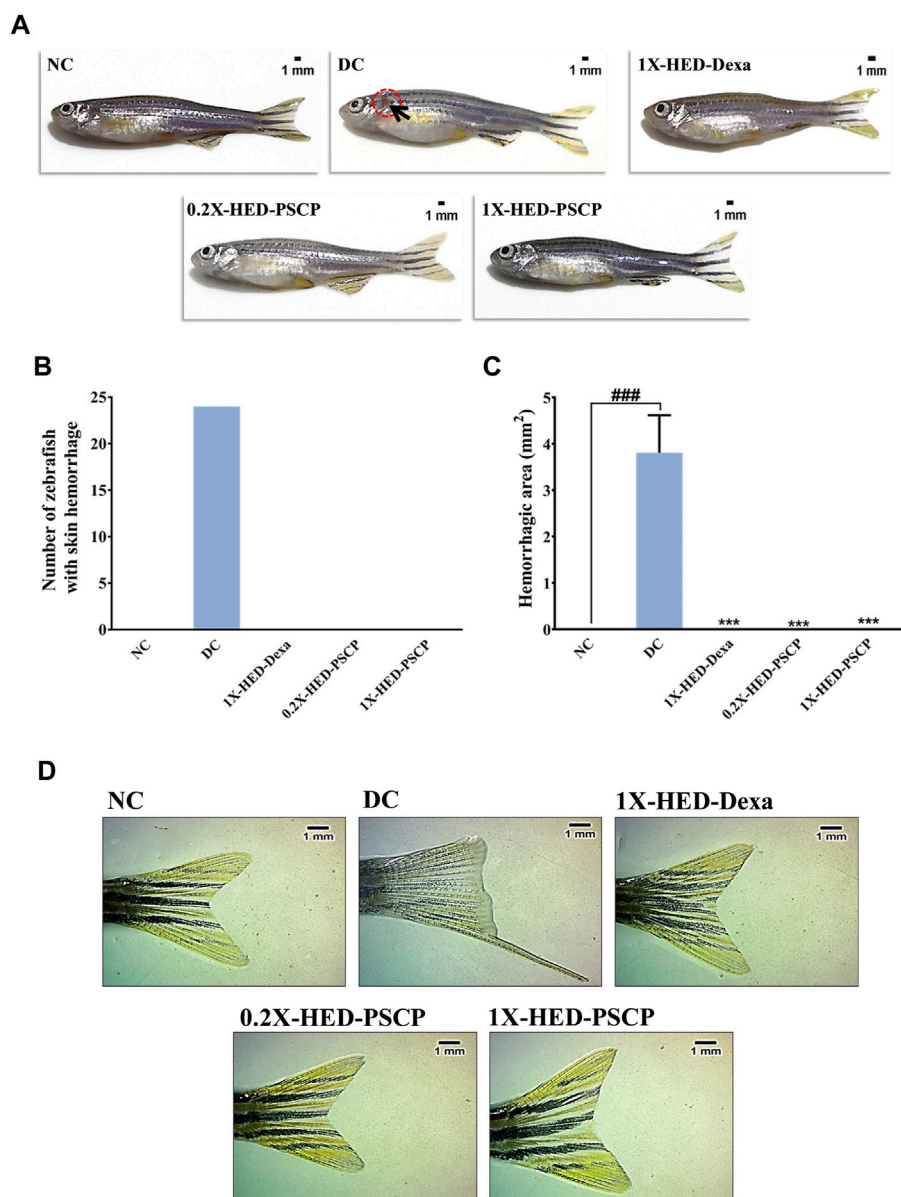 A
NC
1 mm
DC
1 mm
1X-HED-Dexa
1 mm
0.2X-HED-PSCP
1 mm
1X-HED-PSCP
1 mm
B
Number of zebrafish
with skin hemorrhage
25
20
15
10
5
0
NC
DC
1X-HED-Dexa
0.2X-HED-PSCP
1X-HED-PSCP
C
Hemorrhagic area (mm²)
5
4
3
2
1
0
###
***
***
***
NC
DC
1X-HED-Dexa
0.2X-HED-PSCP
1X-HED-PSCP
D
NC
1 mm
DC
1 mm
1X-HED-Dexa
1 mm
0.2X-HED-PSCP
1 mm
1X-HED-PSCP
1 mm